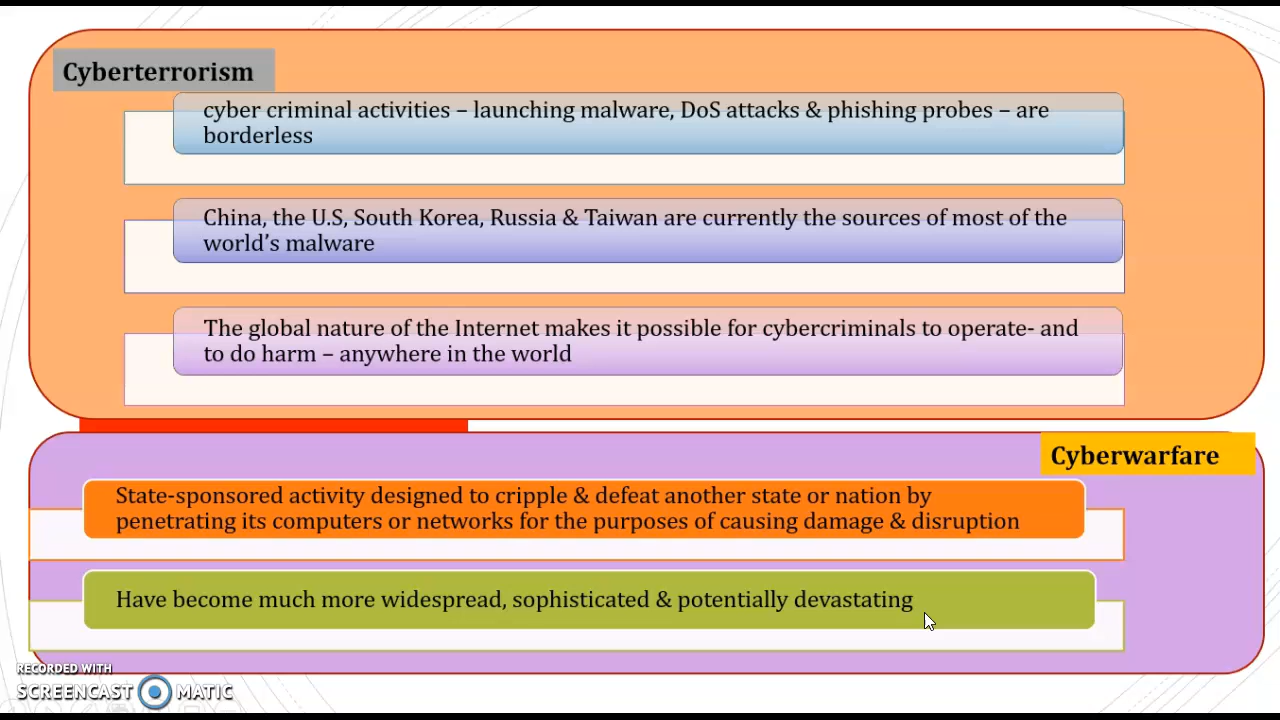 Cyberterrorism
cyber criminal activities – launching malware, DoS attacks & phishing probes – are
borderless
China, the U.S, South Korea, Russia & Taiwan are currently the sources of most of the
world’s malware
The global nature of the Internet makes it possible for cybercriminals to operate- and
to do harm – anywhere in the world
Cyberwarfare
State-sponsored activity designed to cripple & defeat another state or nation by
penetrating its computers or networks for the purposes of causing damage & disruption
Have become much more widespread, sophisticated & potentially devastating
RECORDED WITH
SCREENCAST MATIC